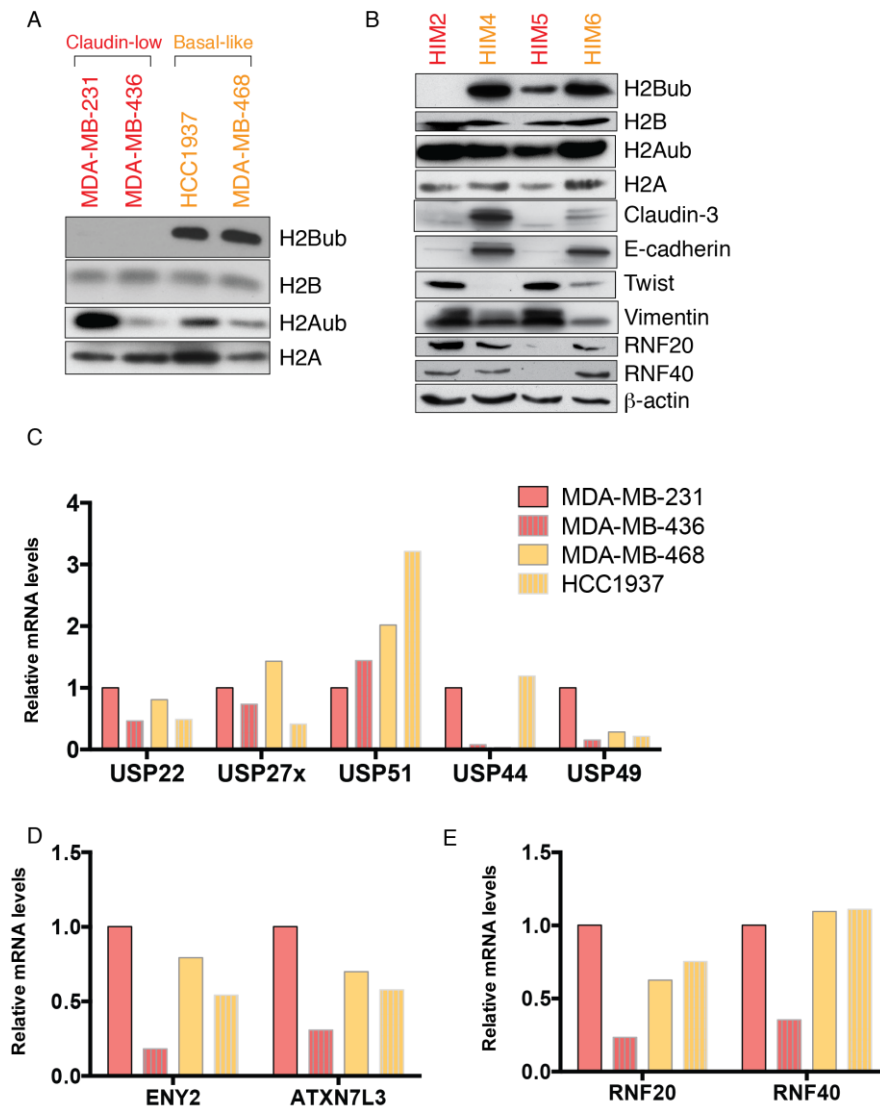 A
Claudin-low Basal-like
MDA-MB-231
MDA-MB-436
HCC1937
MDA-MB-468
H2Bub
H2B
H2Aub
H2A
B
HIM2
HIM4
HIM5
HIM6
H2Bub
H2B
H2Aub
H2A
Claudin-3
E-cadherin
Twist
Vimentin
RNF20
RNF40
β-actin
C
Relative mRNA levels
4
3
2
1
0
USP22 USP27x USP51 USP44 USP49
MDA-MB-231
MDA-MB-436
MDA-MB-468
HCC1937
D
Relative mRNA levels
1.5
1.0
0.5
0.0
ENY2 ATXN7L3
E
Relative mRNA levels
1.5
1.0
0.5
0.0
RNF20 RNF40